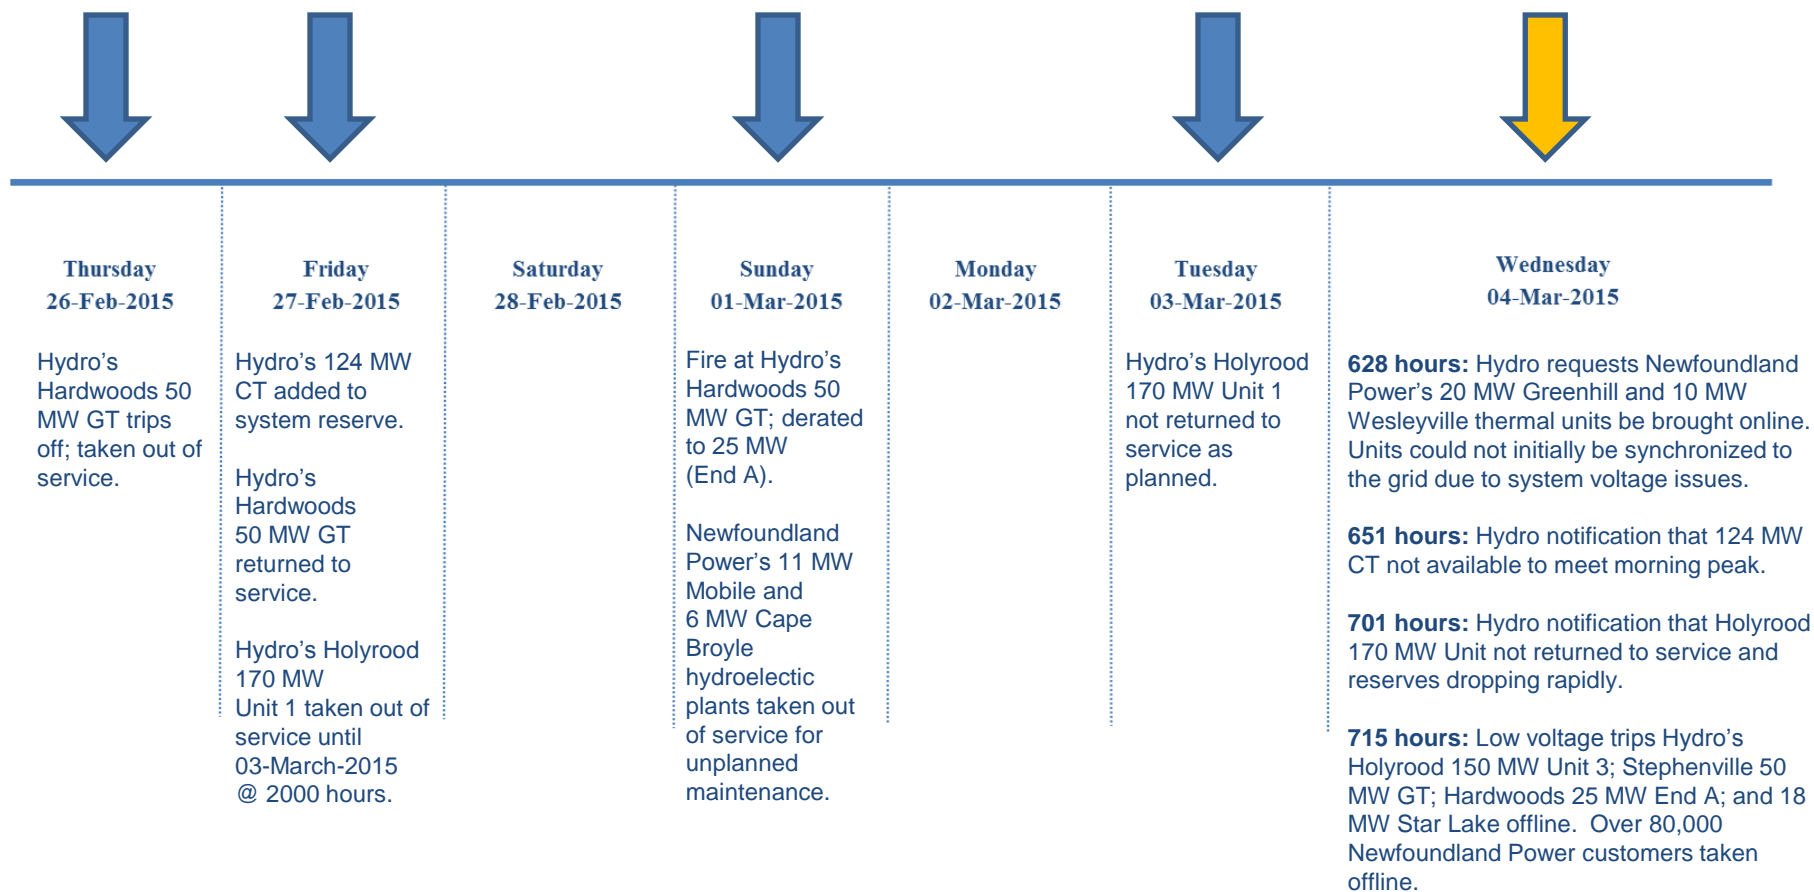 Thursday
26-Feb-2015
Hydro's
Hardwoods 50
MW GT trips
off; taken out of
service.
Friday
27-Feb-2015
Hydro's 124 MW
CT added to
system reserve.
Hydro's
Hardwoods
50 MW GT
returned to
service.
Hydro's Holyrood
170 MW
Unit 1 taken out of
service until
03-March-2015
@ 2000 hours.
Saturday
28-Feb-2015
Sunday
01-Mar-2015
Fire at Hydro's
Hardwoods 50
MW GT; derated
to 25 MW
(End A).
Newfoundland
Power's 11 MW
Mobile and
6 MW Cape
Broyle
hydroelectic
plants taken out
of service for
unplanned
maintenance.
Monday
02-Mar-2015
Tuesday
03-Mar-2015
Hydro's Holyrood
170 MW Unit 1
not returned to
service as
planned.
Wednesday
04-Mar-2015
628 hours: Hydro requests Newfoundland
Power's 20 MW Greenhill and 10 MW
Wesleyville thermal units be brought online.
Units could not initially be synchronized to
the grid due to system voltage issues.
651 hours: Hydro notification that 124 MW
CT not available to meet morning peak.
701 hours: Hydro notification that Holyrood
170 MW Unit not returned to service and
reserves dropping rapidly.
715 hours: Low voltage trips Hydro's
Holyrood 150 MW Unit 3; Stephenville 50
MW GT; Hardwoods 25 MW End A; and 18
MW Star Lake offline.  Over 80,000
Newfoundland Power customers taken
offline.